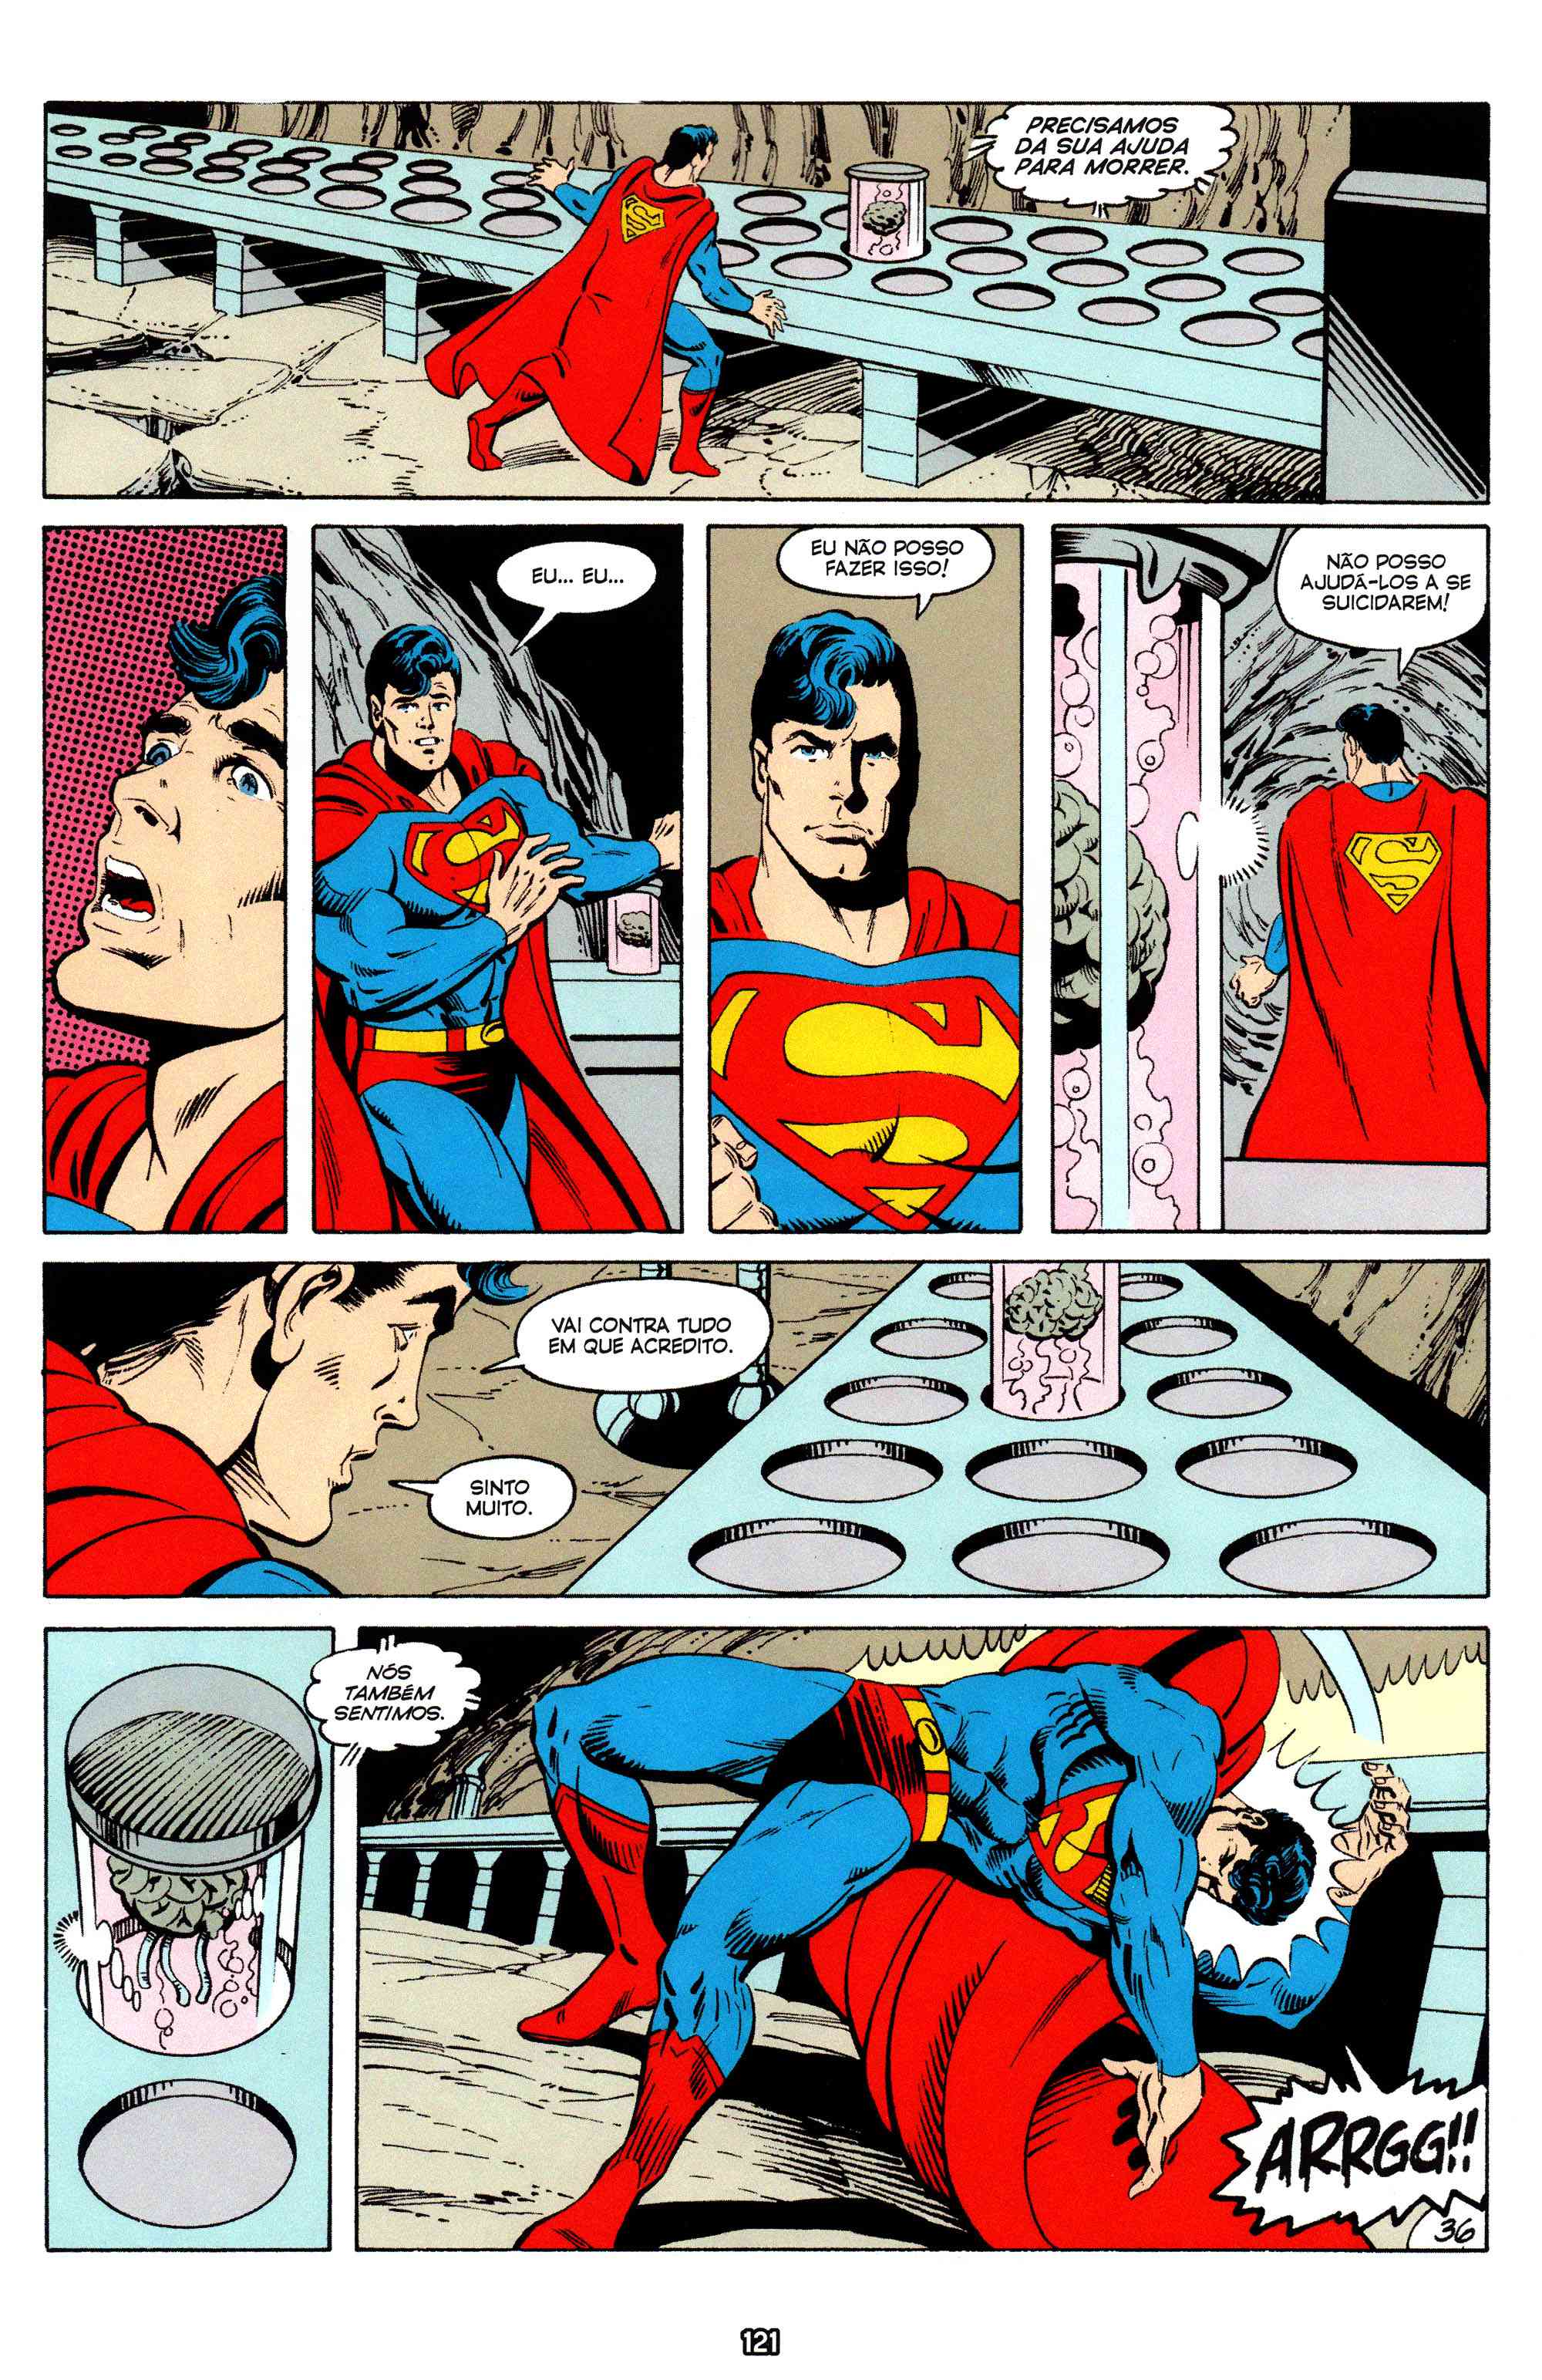 PRECISAMOS
DA SUA AJUDA
PARA MORRER.
EU... EU...
EU NÃO POSSO
FAZER ISSO!
NÃO POSSO
AJUDÁ-LOS A SE
SUICIDAREM!
VAI CONTRA TUDO
EM QUE ACREDITO.
SINTO
MUITO.
NÓS
TAMBÉM
SENTIMOS.
ARRGG!!
36
121